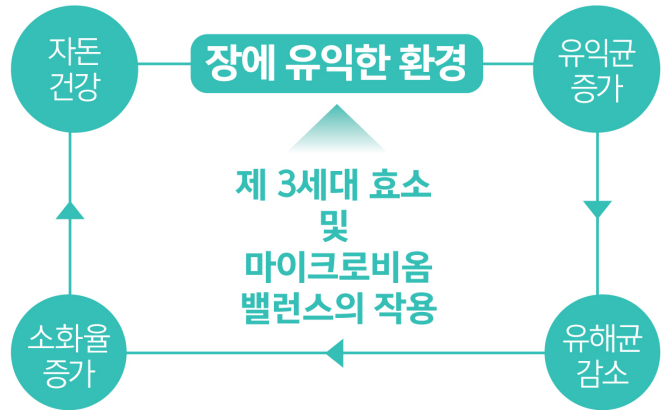 자돈
건강
장에 유익한 환경
유익균
증가
제 3세대 효소
및
마이크로비옴
밸런스의 작용
소화율
증가
유해균
감소